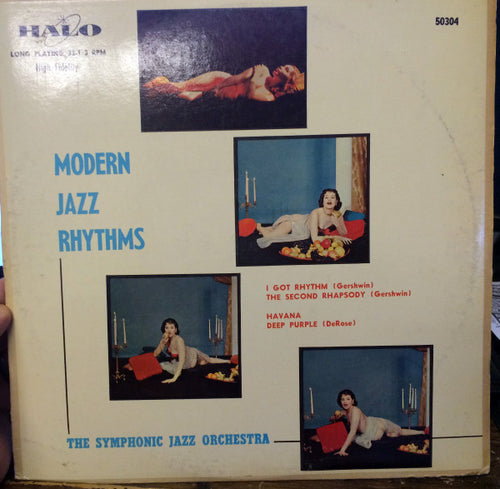 HALO
50304
LONG PLAYING 33-1/3 RPM
High Fidelity
MODERN
JAZZ
RHYTHMS
I GOT RHYTHM (Gershwin)
THE SECOND RHAPSODY (Gershwin)
HAVANA
DEEP PURPLE (DeRose)
THE SYMPHONIC JAZZ ORCHESTRA